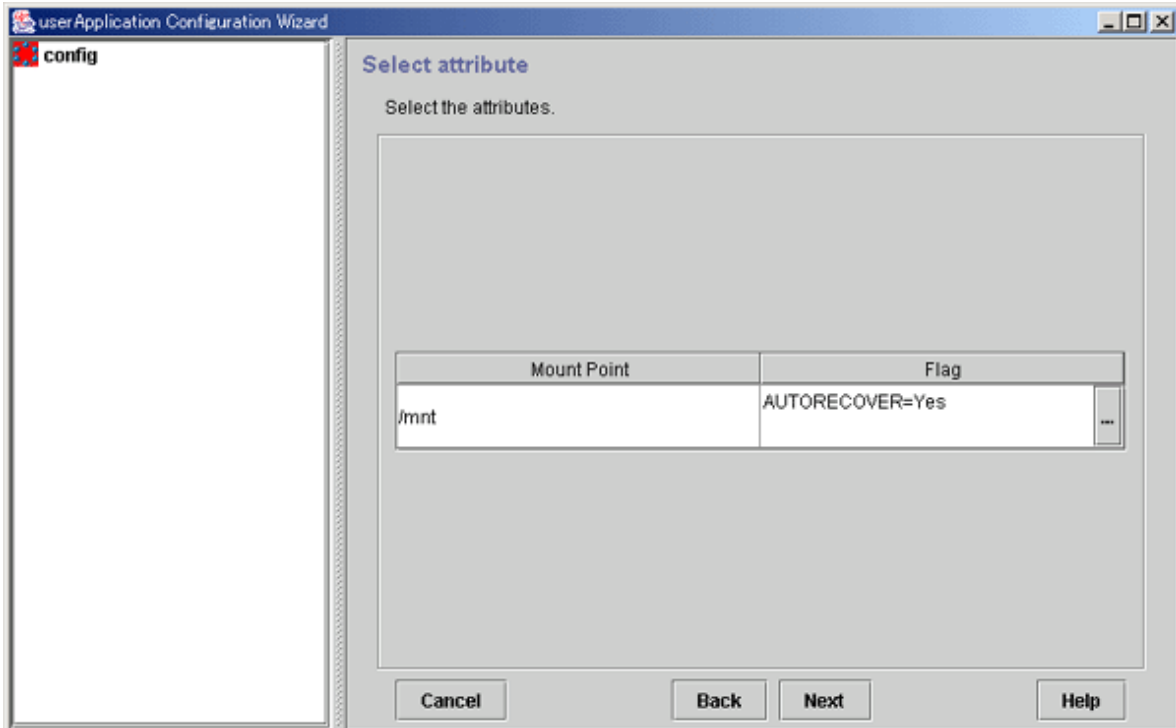 userApplication Configuration Wizard
config
Select attribute
Select the attributes.
Mount Point Flag
/mnt AUTORECOVER=Yes ...
Cancel Back Next Help